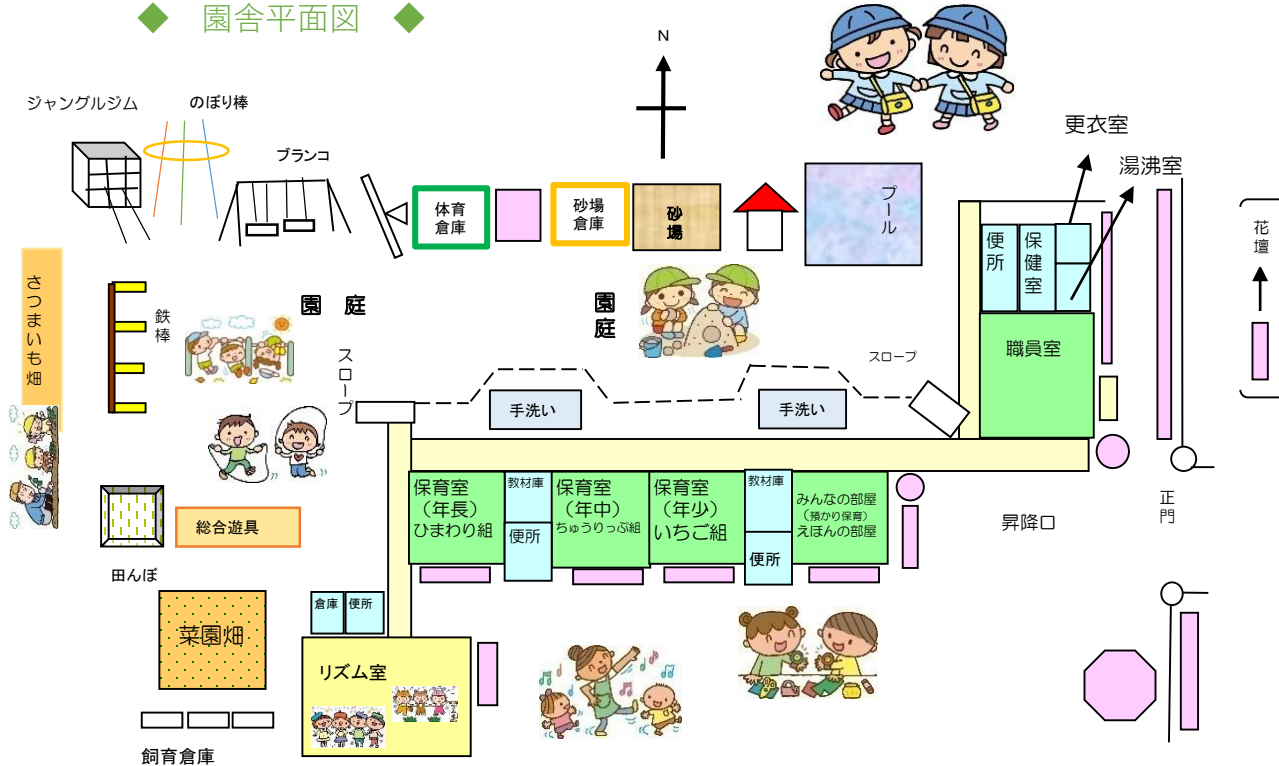 ◆ 園舎平面図 ◆
N
ジャングルジム
のぼり棒
ブランコ
体育
倉庫
砂場
倉庫
砂場
プール
更衣室
湯沸室
便所
保健室
職員室
花壇
さつまいも畑
鉄棒
園 庭
園庭
スロープ
スロープ
手洗い
手洗い
保育室
(年長)
ひまわり組
教材庫
便所
保育室
(年中)
ちゅうりっぷ組
保育室
(年少)
いちご組
教材庫
便所
みんなの部屋
(預かり保育)
えほんの部屋
昇降口
正門
田んぼ
総合遊具
菜園畑
倉庫
便所
リズム室
飼育倉庫